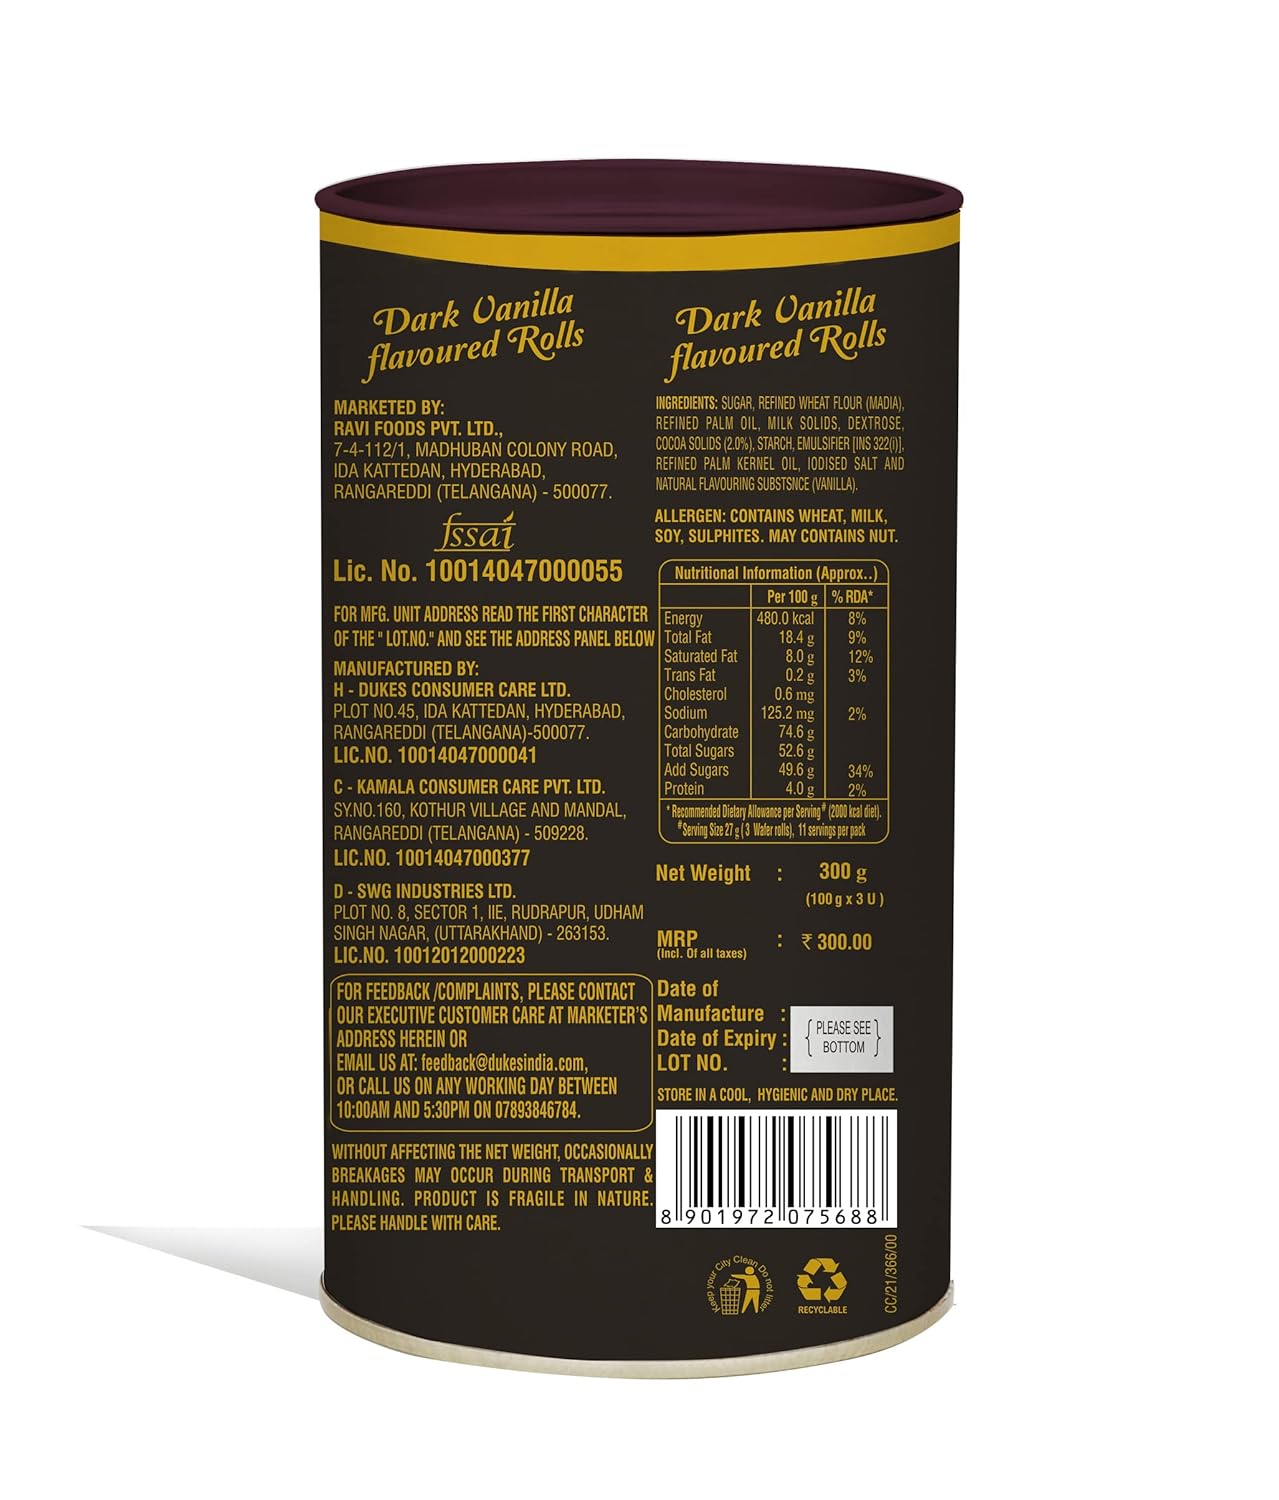 Dark Vanilla
flavoured Rolls
MARKETED BY:
RAVI FOODS PVT. LTD.,
7-4-112/1, MADHUBAN COLONY ROAD,
IDA KATTEDAN, HYDERABAD,
RANGAREDDI (TELANGANA) - 500077.
fssai
Lic. No. 10014047000055
FOR MFG. UNIT ADDRESS READ THE FIRST CHARACTER
OF THE " LOT.NO." AND SEE THE ADDRESS PANEL BELOW
MANUFACTURED BY:
H - DUKES CONSUMER CARE LTD.
PLOT NO.45, IDA KATTEDAN, HYDERABAD,
RANGAREDDI (TELANGANA)-500077.
LIC.NO. 10014047000041
C - KAMALA CONSUMER CARE PVT. LTD.
SY.NO.160, KOTHUR VILLAGE AND MANDAL,
RANGAREDDI (TELANGANA) - 509228.
LIC.NO. 10014047000377
D - SWG INDUSTRIES LTD.
PLOT NO. 8, SECTOR 1, IIE, RUDRAPUR, UDHAM
SINGH NAGAR, (UTTARAKHAND) - 263153.
LIC.NO. 10012012000223
FOR FEEDBACK /COMPLAINTS, PLEASE CONTACT
OUR EXECUTIVE CUSTOMER CARE AT MARKETER'S
ADDRESS HEREIN OR
EMAIL US AT: feedback@dukesindia.com,
OR CALL US ON ANY WORKING DAY BETWEEN
10:00AM AND 5:30PM ON 07893846784.
WITHOUT AFFECTING THE NET WEIGHT, OCCASIONALLY
BREAKAGES MAY OCCUR DURING TRANSPORT &
HANDLING. PRODUCT IS FRAGILE IN NATURE.
PLEASE HANDLE WITH CARE.
Dark Vanilla
flavoured Rolls
INGREDIENTS: SUGAR, REFINED WHEAT FLOUR (MADIA),
REFINED PALM OIL, MILK SOLIDS, DEXTROSE,
COCOA SOLIDS (2.0%), STARCH, EMULSIFIER [INS 322(i)],
REFINED PALM KERNEL OIL, IODISED SALT AND
NATURAL FLAVOURING SUBSTSNCE (VANILLA).
ALLERGEN: CONTAINS WHEAT, MILK,
SOY, SULPHITES. MAY CONTAINS NUT.
Nutritional Information (Approx..)
Per 100 g % RDA*
Energy 480.0 kcal 8%
Total Fat 18.4 g 9%
Saturated Fat 8.0 g 12%
Trans Fat 0.2 g 3%
Cholesterol 0.6 mg
Sodium 125.2 mg 2%
Carbohydrate 74.6 g
Total Sugars 52.6 g
Add Sugars 49.6 g 34%
Protein 4.0 g 2%
* Recommended Dietary Allowance per Serving # (2000 kcal diet).
#Serving Size 27 g ( 3 Wafer rolls), 11 servings per pack
Net Weight : 300 g
(100 g x 3 U )
MRP : ₹ 300.00
(Incl. Of all taxes)
Date of
Manufacture :
Date of Expiry :
LOT NO. :
{PLEASE SEE
BOTTOM}
STORE IN A COOL, HYGIENIC AND DRY PLACE.
8 901972 075688
Keep your City Clean Do not litter
RECYCLABLE
CC/21/366/00